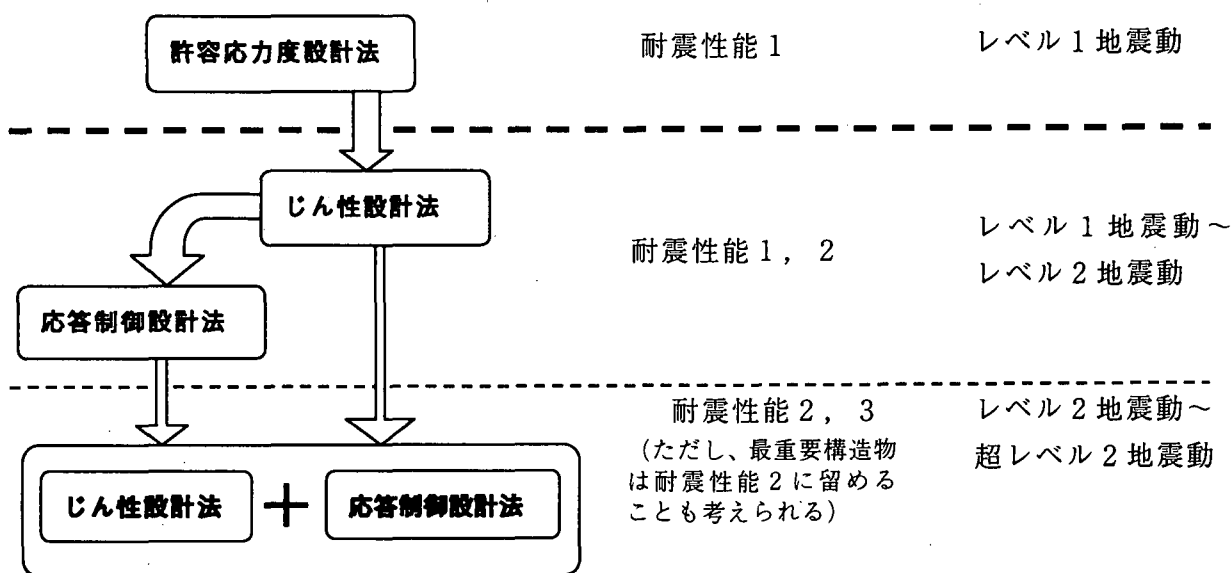 許容応力度設計法
耐震性能1
レベル1地震動
じん性設計法
耐震性能1, 2
レベル1地震動~
レベル2地震動
応答制御設計法
耐震性能2, 3
(ただし、最重要構造物
は耐震性能2に留める
ことも考えられる)
レベル2地震動~
超レベル2地震動
じん性設計法
+
応答制御設計法